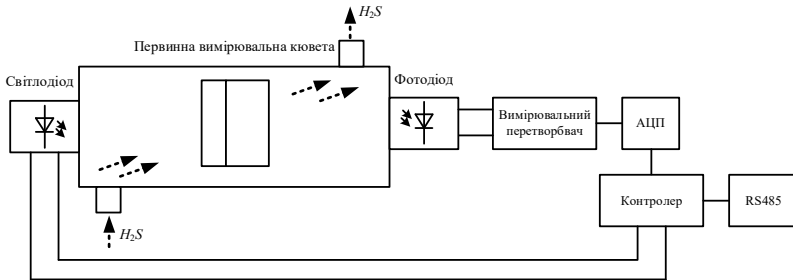 H2S
Первинна вимірювальна кювета
Світлодіод
Фотодіод
Вимірювальний
перетворбвач
АЦП
Контролер
RS485
H2S